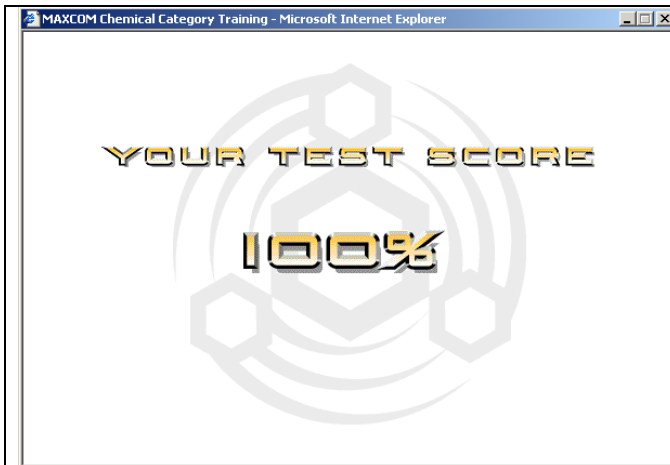 MAXCOM Chemical Category Training - Microsoft Internet Explorer
YOUR TEST SCORE
100%